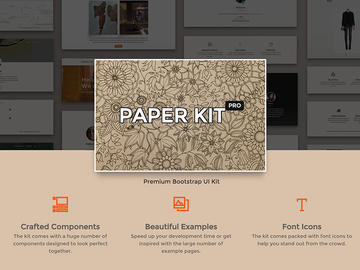 PAPER KIT PRO
Premium Bootstrap UI Kit
Crafted Components
The kit comes with a huge number of
components designed to look perfect
together.
Beautiful Examples
Speed up your development time or get
inspired with the large number of
example pages.
Font Icons
The kit comes packed with font icons to
help you stand out from the crowd.